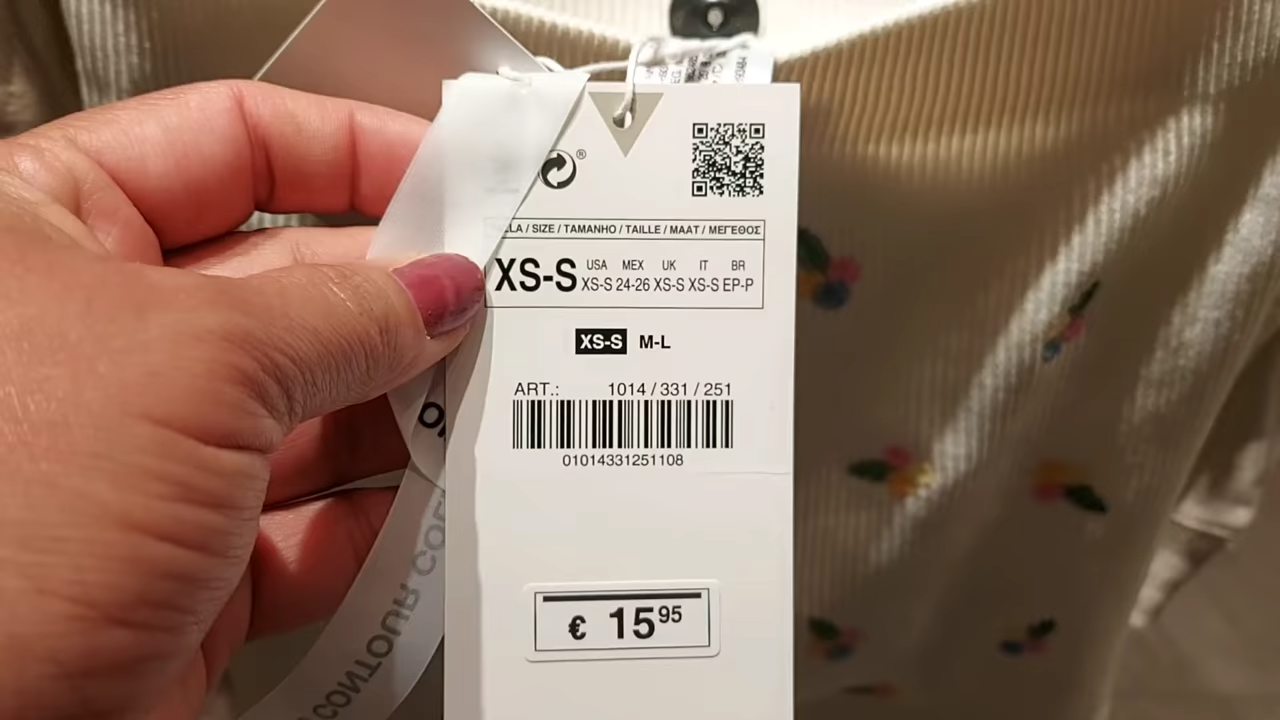 ®
LLA / SIZE / TAMANHO / TAILLE / MAAT / ΜΕΓΕΘΟΣ
XS-S
USA MEX UK IT BR
XS-S 24-26 XS-S XS-S EP-P
XS-S M-L
ART.: 1014 / 331 / 251
01014331251108
€ 15 95
CONTOUR